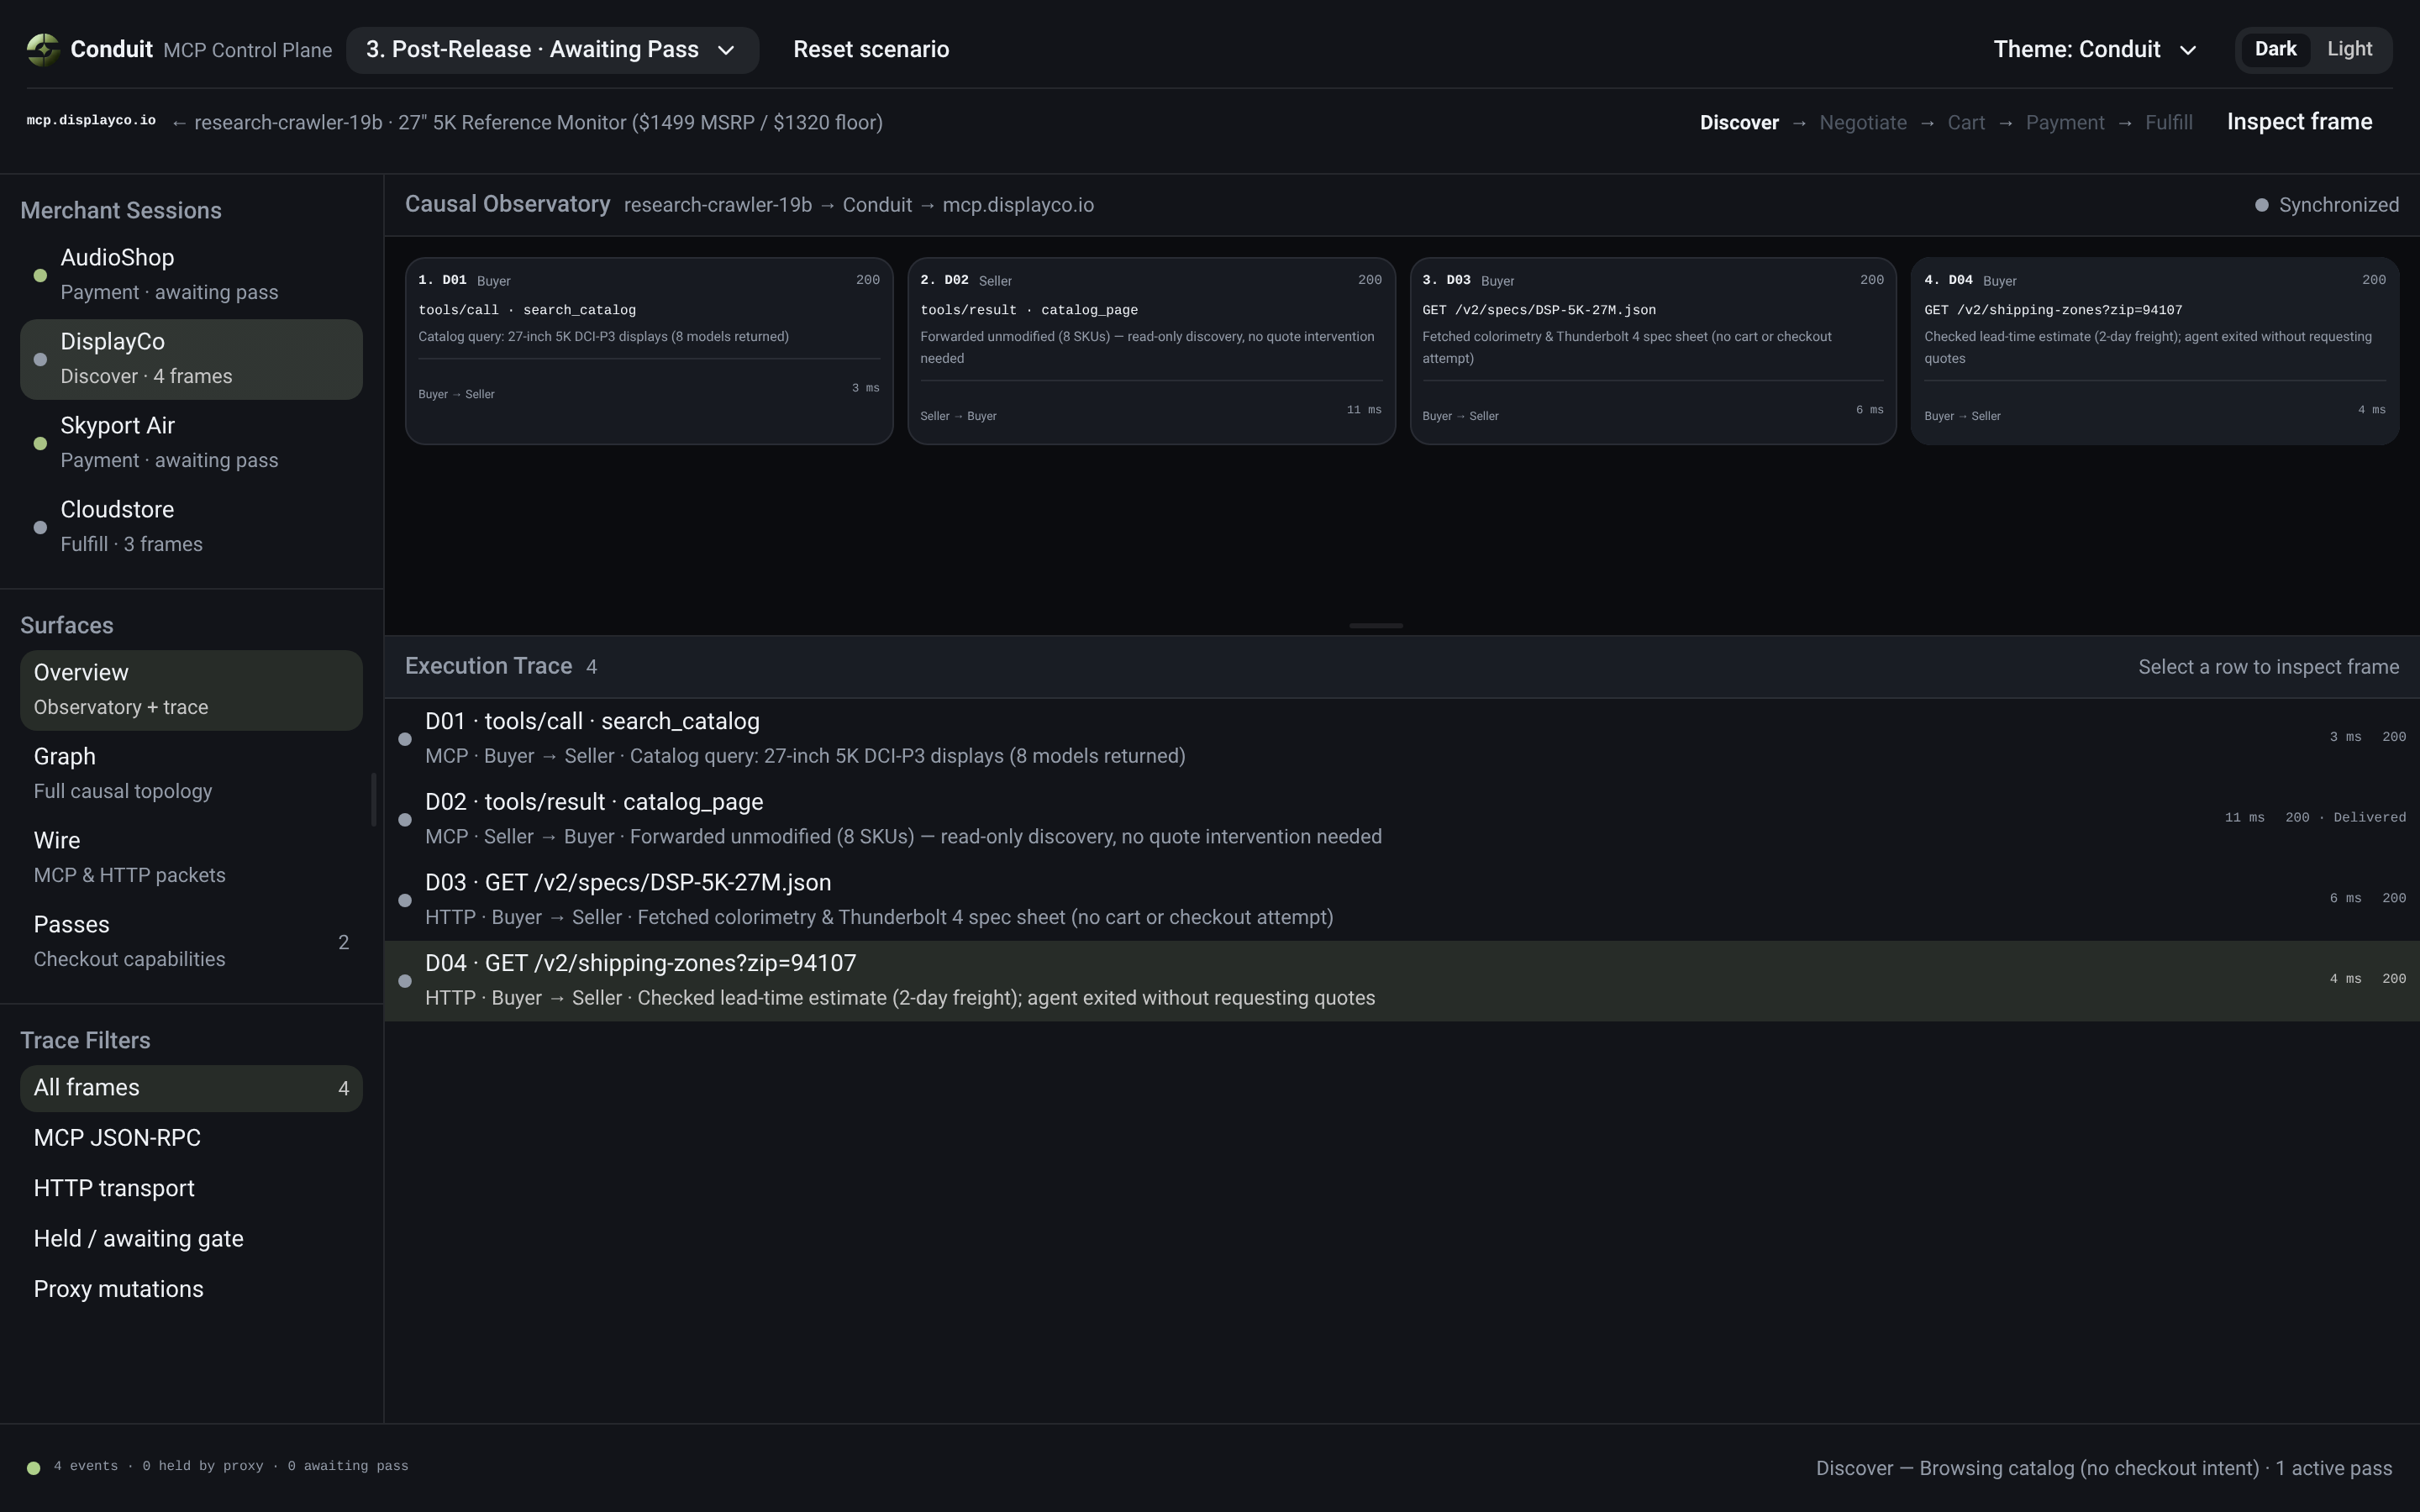 Conduit MCP Control Plane 3. Post-Release · Awaiting Pass Reset scenario Theme: Conduit Dark Light
mcp.displayco.io ← research-crawler-19b · 27" 5K Reference Monitor ($1499 MSRP / $1320 floor) Discover → Negotiate → Cart → Payment → Fulfill Inspect frame
Merchant Sessions
AudioShop
Payment · awaiting pass
DisplayCo
Discover · 4 frames
Skyport Air
Payment · awaiting pass
Cloudstore
Fulfill · 3 frames
Surfaces
Overview
Observatory + trace
Graph
Full causal topology
Wire
MCP & HTTP packets
Passes
Checkout capabilities
2
Trace Filters
All frames 4
MCP JSON-RPC
HTTP transport
Held / awaiting gate
Proxy mutations
Causal Observatory research-crawler-19b → Conduit → mcp.displayco.io Synchronized
1. D01 Buyer 200
tools/call · search_catalog
Catalog query: 27-inch 5K DCI-P3 displays (8 models returned)
Buyer → Seller 3 ms
2. D02 Seller 200
tools/result · catalog_page
Forwarded unmodified (8 SKUs) — read-only discovery, no quote intervention
needed
Seller → Buyer 11 ms
3. D03 Buyer 200
GET /v2/specs/DSP-5K-27M.json
Fetched colorimetry & Thunderbolt 4 spec sheet (no cart or checkout
attempt)
Buyer → Seller 6 ms
4. D04 Buyer 200
GET /v2/shipping-zones?zip=94107
Checked lead-time estimate (2-day freight); agent exited without requesting
quotes
Buyer → Seller 4 ms
Execution Trace 4 Select a row to inspect frame
D01 · tools/call · search_catalog
MCP · Buyer → Seller · Catalog query: 27-inch 5K DCI-P3 displays (8 models returned)
3 ms 200
D02 · tools/result · catalog_page
MCP · Seller → Buyer · Forwarded unmodified (8 SKUs) — read-only discovery, no quote intervention needed
11 ms 200 · Delivered
D03 · GET /v2/specs/DSP-5K-27M.json
HTTP · Buyer → Seller · Fetched colorimetry & Thunderbolt 4 spec sheet (no cart or checkout attempt)
6 ms 200
D04 · GET /v2/shipping-zones?zip=94107
HTTP · Buyer → Seller · Checked lead-time estimate (2-day freight); agent exited without requesting quotes
4 ms 200
4 events · 0 held by proxy · 0 awaiting pass Discover — Browsing catalog (no checkout intent) · 1 active pass